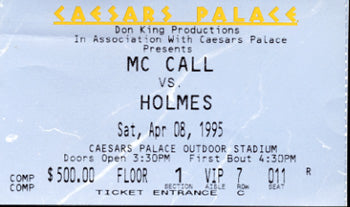 CAESARS PALACE
Don King Productions
In Association With Caesars Palace
Presents
MC CALL
VS.
HOLMES
Sat, Apr 08, 1995
CAESARS PALACE OUTDOOR STADIUM
Doors Open 3:30PM First Bout 4:30PM
COMP $500.00 FLOOR 1 VIP 7 011 R
COMP SECTION AISLE ROW SEAT
TICKET ENTRANCE C